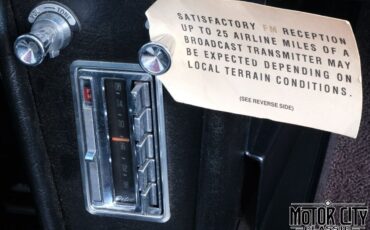 SATISFACTORY FM RECEPTION
UP TO 25 AIRLINE MILES OF A
BROADCAST TRANSMITTER MAY
BE EXPECTED DEPENDING ON
LOCAL TERRAIN CONDITIONS.
(SEE REVERSE SIDE)
MOTOR CITY
CLASSIC